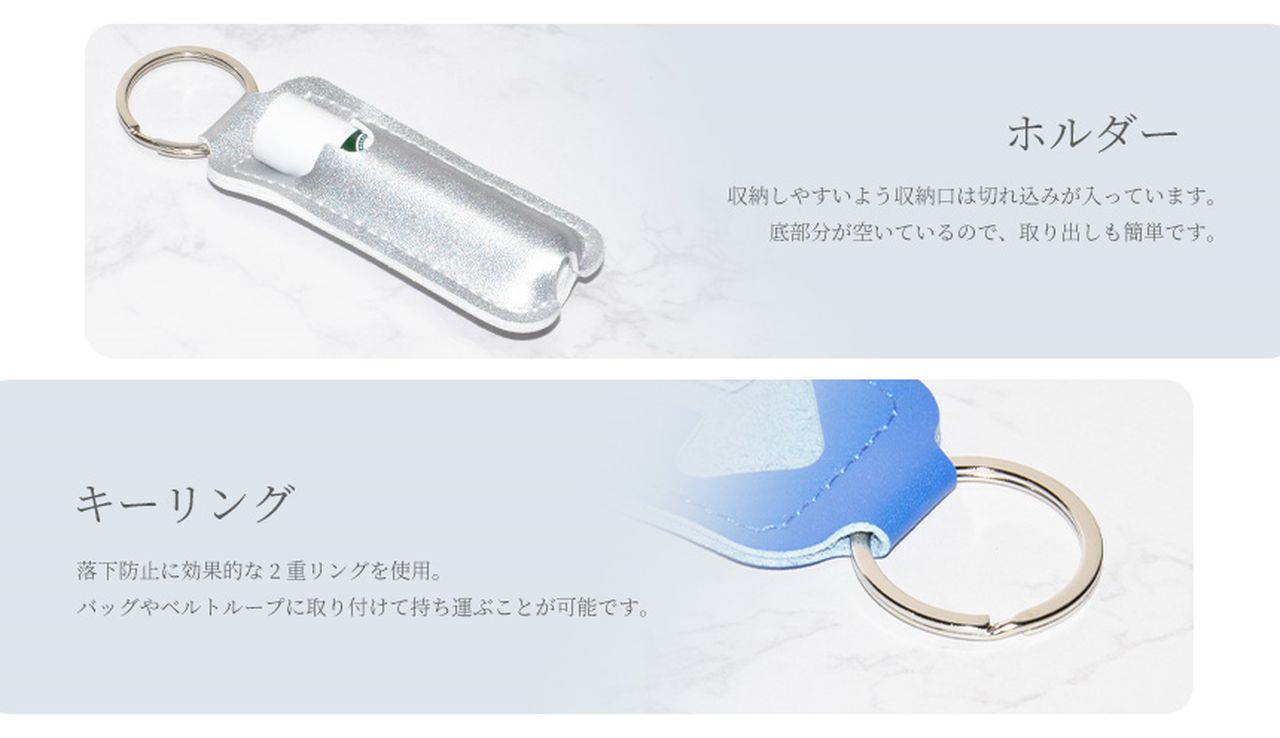 ホルダー
収納しやすいよう収納口は切れ込みが入っています。
底部分が空いているので、取り出しも簡単です。
キーリング
落下防止に効果的な2重リングを使用。
バッグやベルトループに取り付けて持ち運ぶことが可能です。